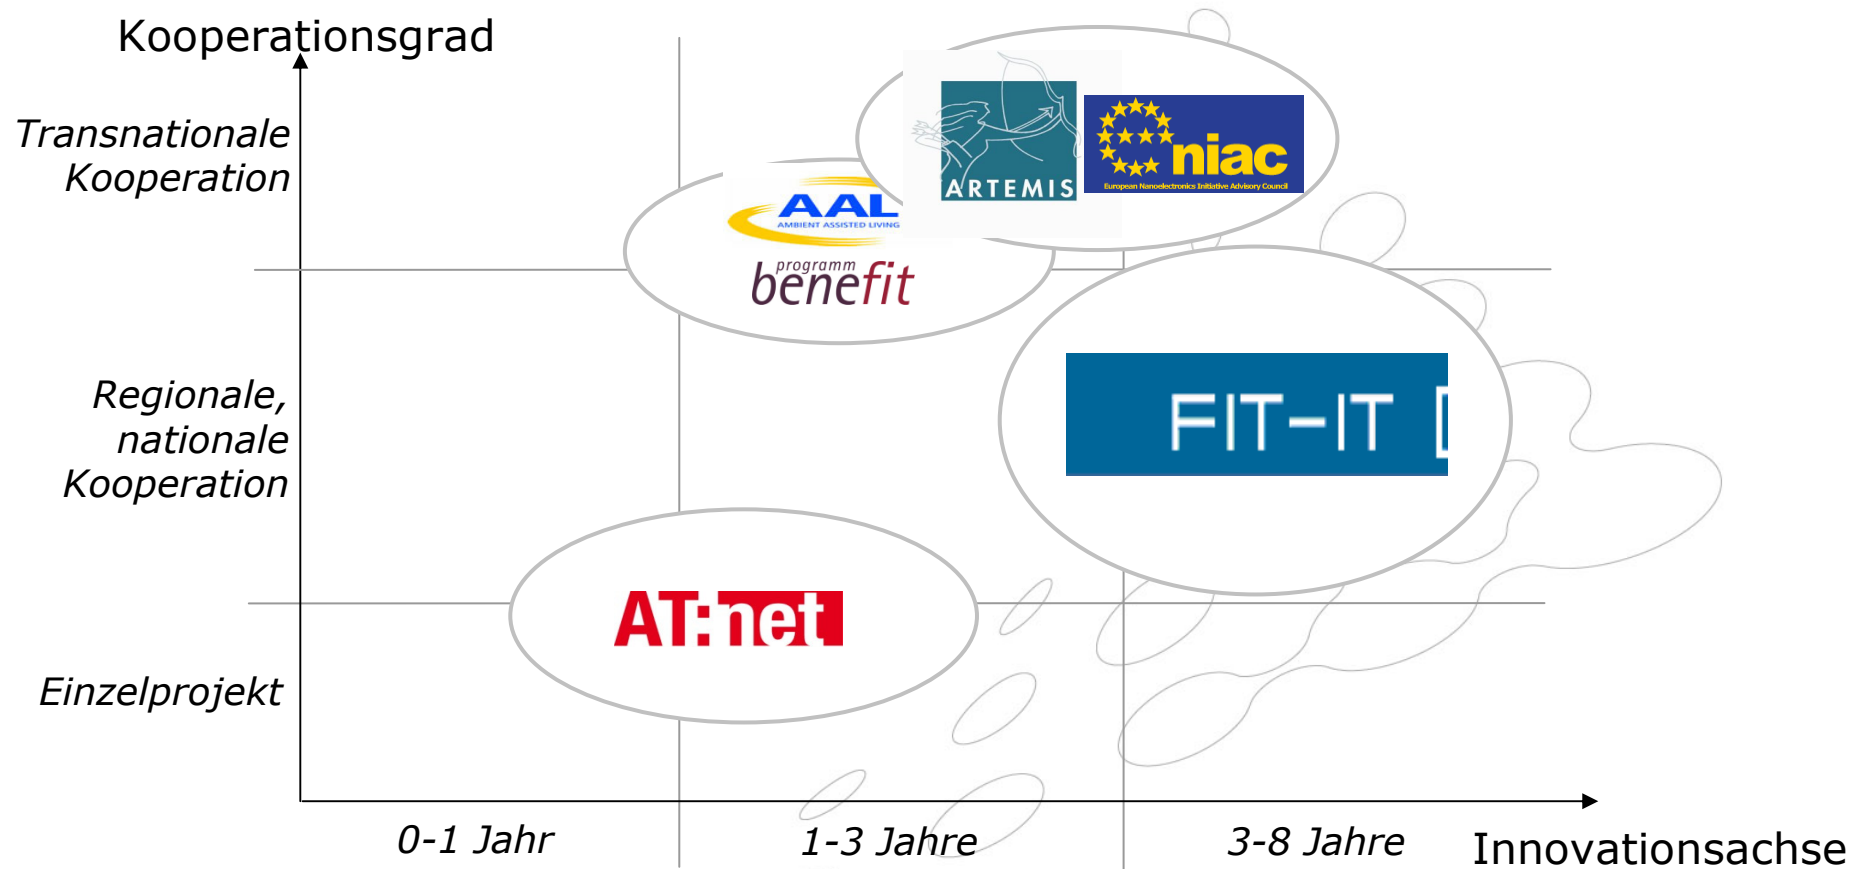 Kooperationsgrad
Transnationale
Kooperation
ARTEMIS
eniac
European Nanoelectronics Initiative Advisory Council
AAL
AMBIENT ASSISTED LIVING
programm
benefit
Regionale,
nationale
Kooperation
FIT-IT [
AT:net
Einzelprojekt
0-1 Jahr
1-3 Jahre
3-8 Jahre
Innovationsachse